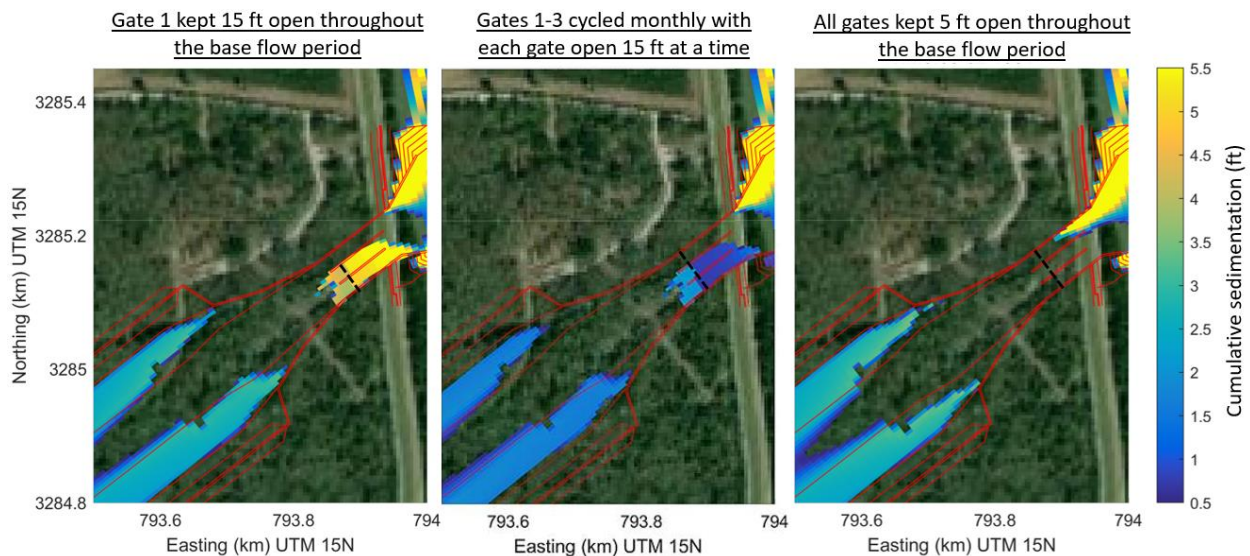 Gate 1 kept 15 ft open throughout
the base flow period
Gates 1-3 cycled monthly with
each gate open 15 ft at a time
All gates kept 5 ft open throughout
the base flow period
3285.4
3285.2
3285
3284.8
Northing (km) UTM 15N
793.6
793.8
794
Easting (km) UTM 15N
793.6
793.8
794
Easting (km) UTM 15N
793.6
793.8
794
Easting (km) UTM 15N
5.5
5
4.5
4
3.5
3
2.5
2
1.5
1
0.5
Cumulative sedimentation (ft)